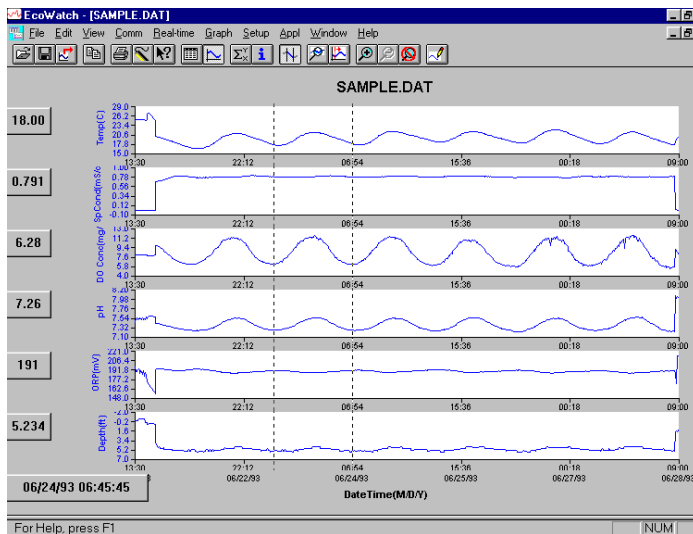 EcoWatch - [SAMPLE.DAT]
File Edit View Comm Real-time Graph Setup Appl Window Help
SAMPLE.DAT
18.00
Temp(C)
29.0
26.2
23.4
20.6
17.8
15.0
13:30 22:12 06:54 15:36 00:18 09:00
0.791
SpCond(mS/c
1.00
0.78
0.56
0.34
0.12
-0.10
13:30 22:12 06:54 15:36 00:18 09:00
6.28
DO Conc(mg/
13.0
11.2
9.4
7.6
5.8
4.0
13:30 22:12 06:54 15:36 00:18 09:00
7.26
pH
8.20
7.98
7.76
7.54
7.32
7.10
13:30 22:12 06:54 15:36 00:18 09:00
191
ORP(mV)
221.0
206.4
191.8
177.2
162.6
148.0
13:30 22:12 06:54 15:36 00:18 09:00
5.234
Depth(ft)
-2.0
-0.2
1.6
3.4
5.2
7.0
13:30 22:12 06:54 15:36 00:18 09:00
06/22/93 06/24/93 06/25/93 06/27/93 06/28/93
06/24/93 06:45:45
DateTime(M/D/Y)
For Help, press F1
NUM